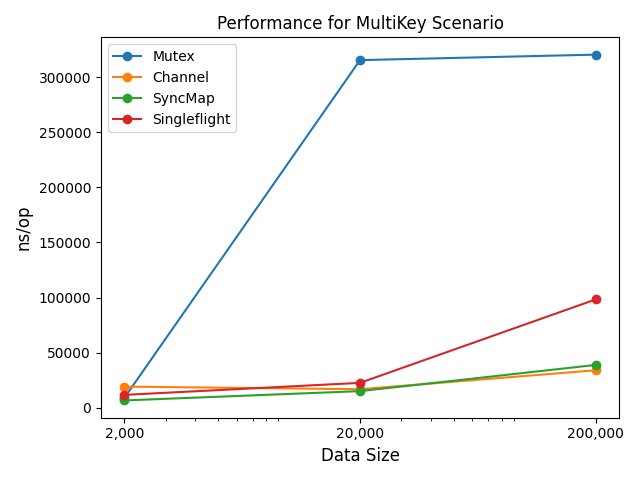 Performance for MultiKey Scenario
Mutex
Channel
SyncMap
Singleflight
ns/op
300000
250000
200000
150000
100000
50000
0
2,000
20,000
200,000
Data Size